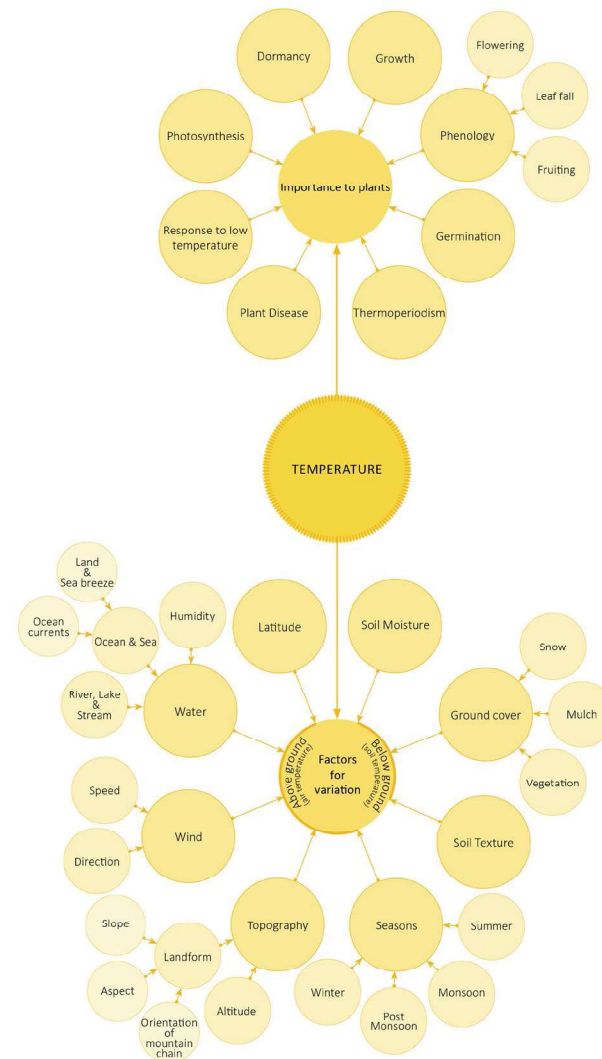 Flowering
Dormancy
Growth
Leaf fall
Photosynthesis
Phenology
Fruiting
Importance to plants
Response to low
temperature
Germination
Plant Disease
Thermoperiodism
TEMPERATURE
Land
&
Sea breeze
Ocean
currents
Ocean & Sea
Humidity
Latitude
Soil Moisture
Snow
River, Lake
&
Stream
Water
Ground cover
Mulch
Vegetation
Above ground
(air temperature)
Factors
for
variation
Below ground
(soil temperature)
Speed
Wind
Direction
Soil Texture
Slope
Landform
Topography
Seasons
Summer
Aspect
Orientation
of
mountain
chain
Altitude
Winter
Post
Monsoon
Monsoon